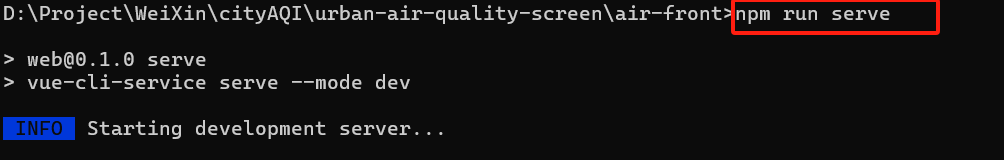 D:\Project\WeiXin\cityAQI\urban-air-quality-screen\air-front>npm run serve
> web@0.1.0 serve
> vue-cli-service serve --mode dev
INFO Starting development server...